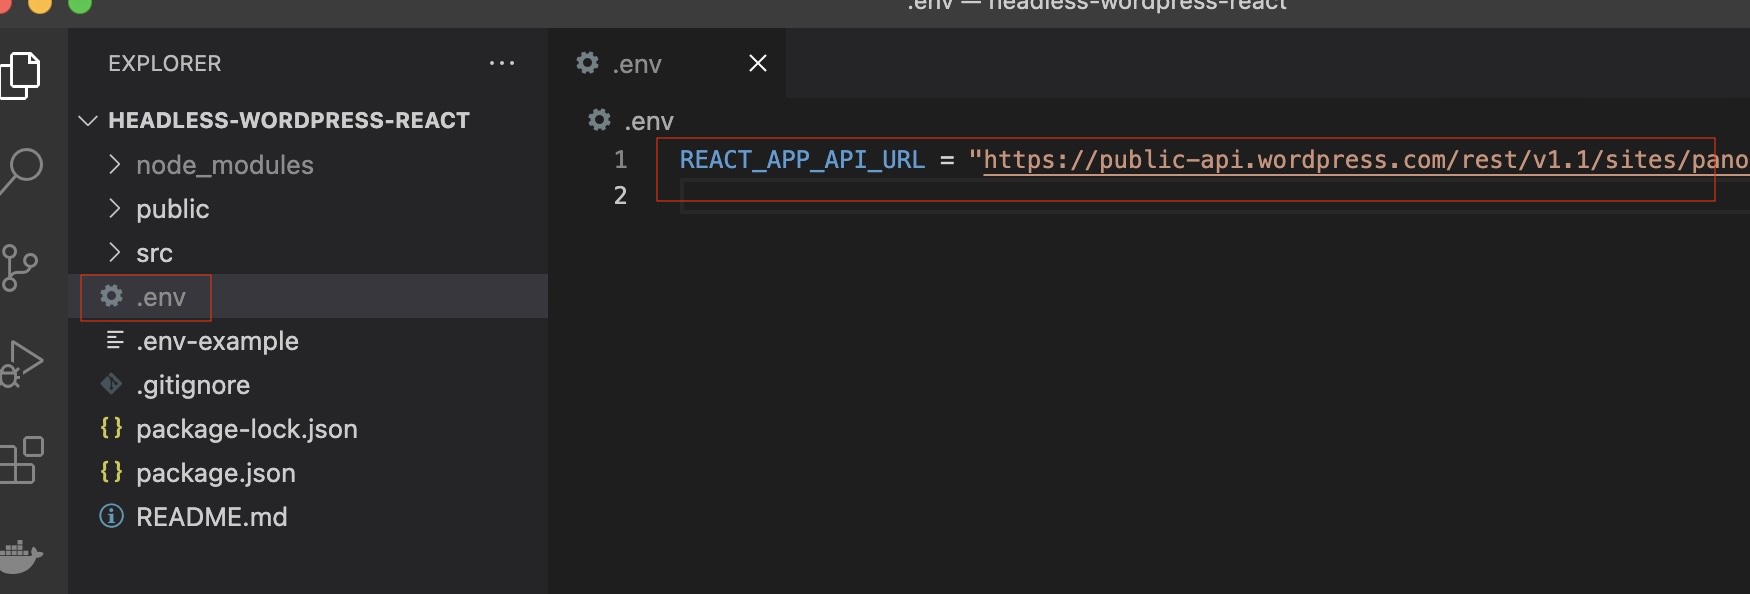 .env — headless-wordpress-react
EXPLORER
HEADLESS-WORDPRESS-REACT
node_modules
public
src
.env
.env-example
.gitignore
package-lock.json
package.json
README.md
.env
.env
1 REACT_APP_API_URL = "https://public-api.wordpress.com/rest/v1.1/sites/pano
2